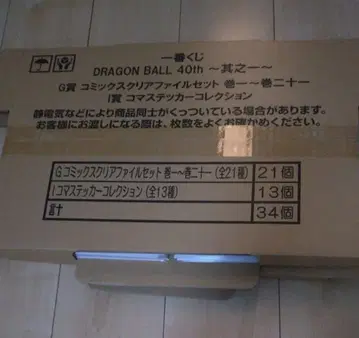 一番くじ
DRAGON BALL 40th ～其之一～
G賞 コミックスクリアファイルセット 巻一～巻二十一
I賞 コマステッカーコレクション
静電気などにより商品同士がくっついている場合があります。
お客様にお渡しになる際は、枚数をよくお確かめください。
G コミックスクリアファイルセット 巻一～巻二十一 (全21種) 21個
I コマステッカーコレクション (全13種) 13個
合計 34個